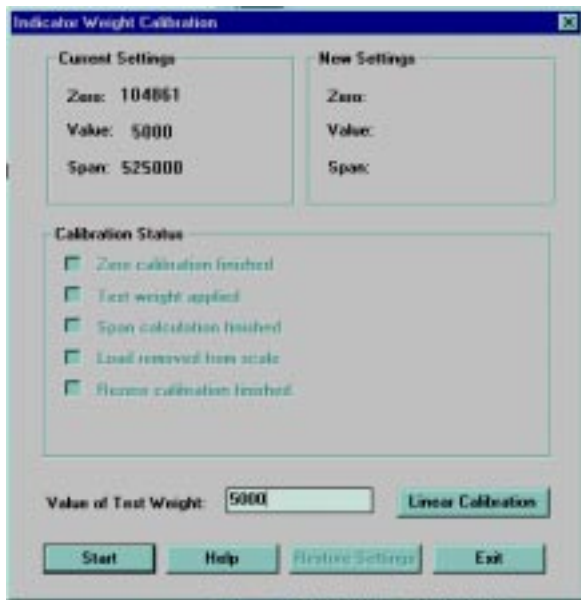 Indicator Weight Calibration
Current Settings
Zero: 104861
Value: 5000
Span: 525000
New Settings
Zero:
Value:
Span:
Calibration Status
Zero calibration finished
Test weight applied
Span calculation finished
Load removed from scale
Rezero calibration finished
Value of Test Weight: 5000
Linear Calibration
Start
Help
Restore Settings
Exit